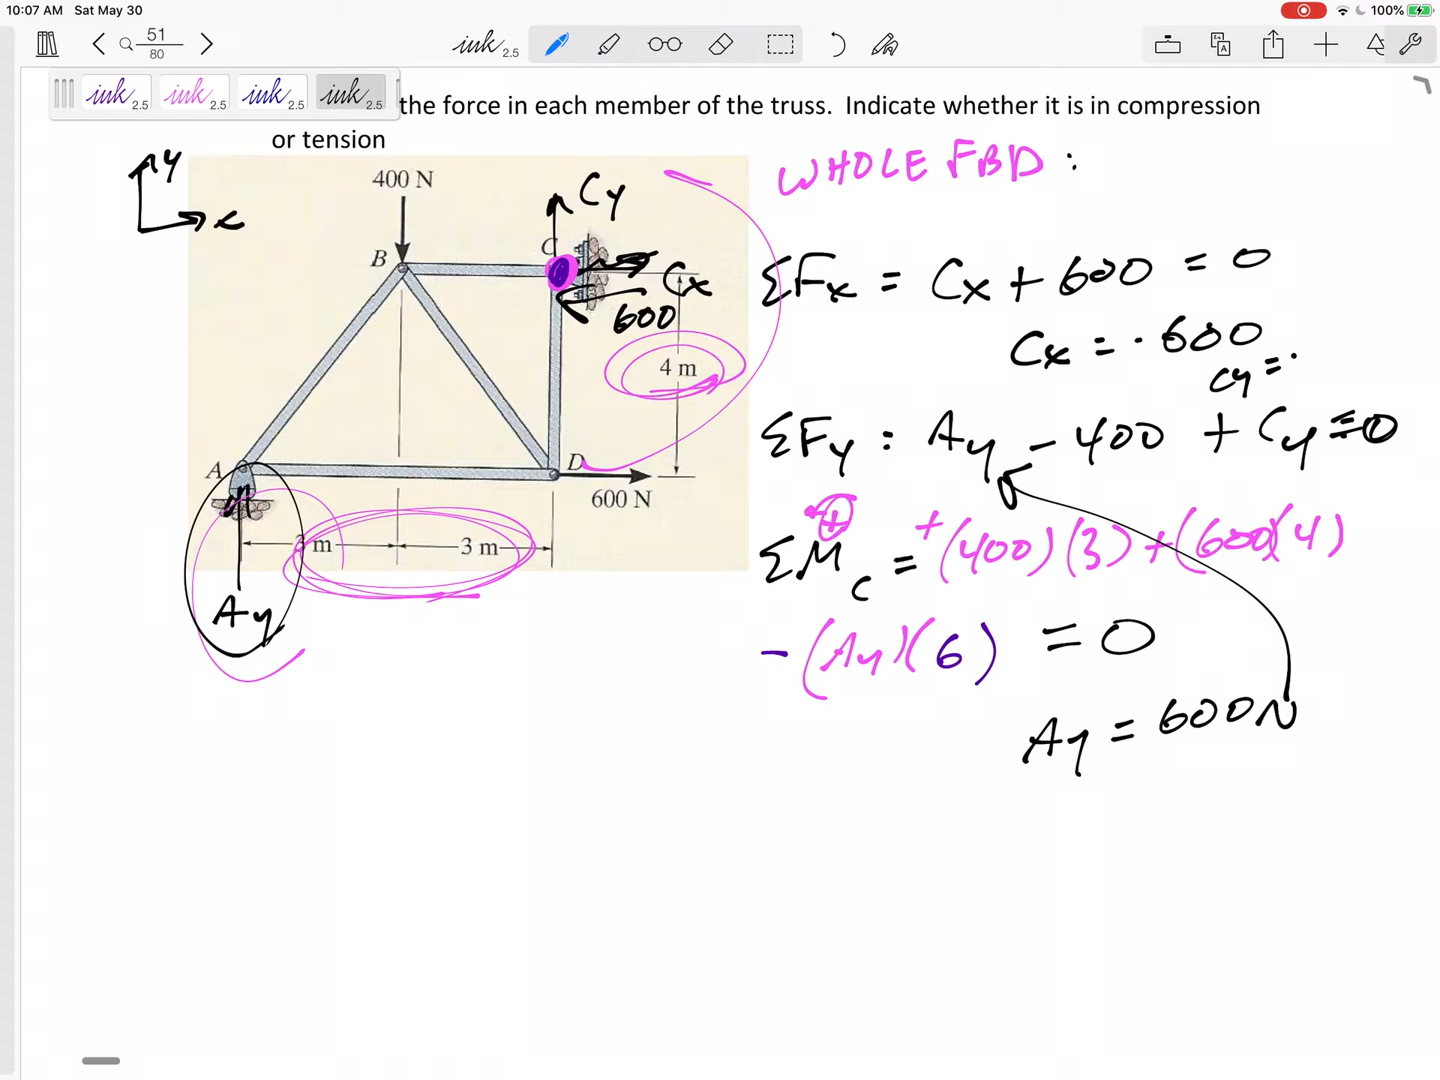 10:07 AM Sat May 30
100%
51
80
ink 2.5
ink 2.5
ink 2.5
ink 2.5
ink 2.5
the force in each member of the truss. Indicate whether it is in compression
or tension
y
x
400 N
Cy
B
C
Cx
600
4 m
A
D
600 N
3 m
3 m
Ay
WHOLE FBD :
ΣFx = Cx + 600 = 0
Cx = - 600
Cy = -
ΣFy : Ay - 400 + Cy = 0
+
ΣMc = +(400)(3) + (600)(4)
- (Ay)(6) = 0
Ay = 600N